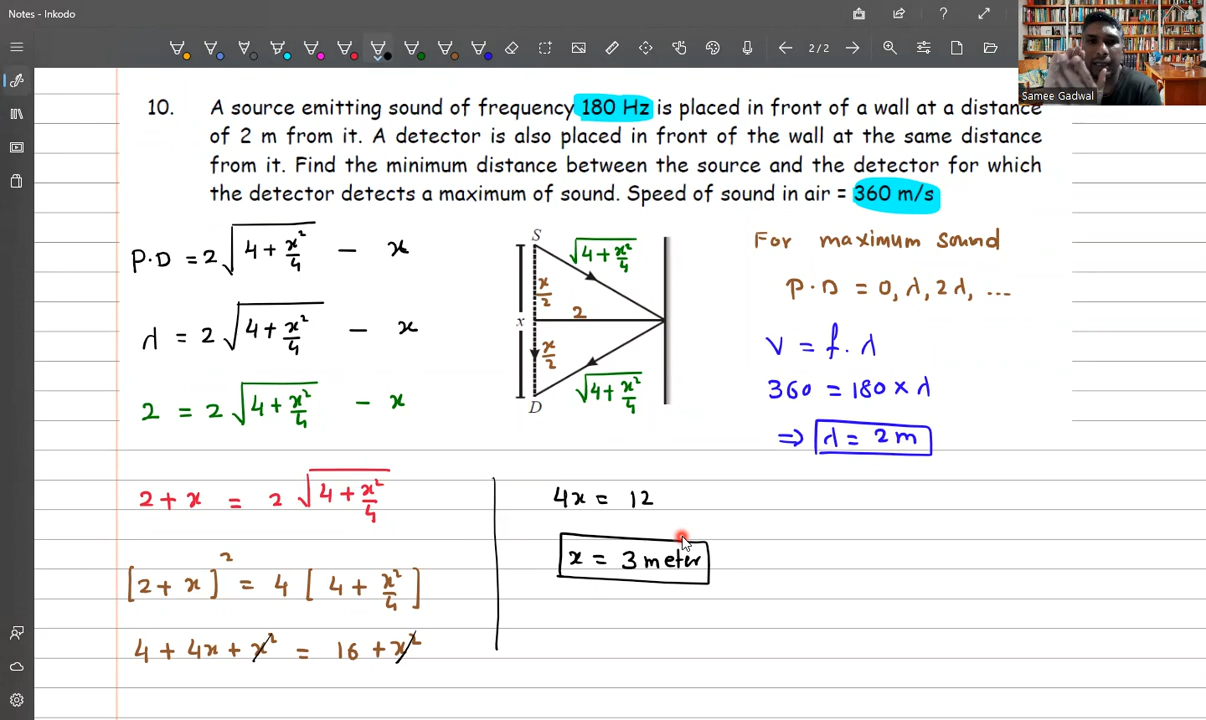 Notes - Inkodo
2/2
Samee Gadwal
10. A source emitting sound of frequency 180 Hz is placed in front of a wall at a distance
of 2 m from it. A detector is also placed in front of the wall at the same distance
from it. Find the minimum distance between the source and the detector for which
the detector detects a maximum of sound. Speed of sound in air = 360 m/s
P.D = 2√(4 + x²/4) - x
λ = 2√(4 + x²/4) - x
2 = 2√(4 + x²/4) - x
S
√(4 + x²/4)
x/2
2
x
x/2
√(4 + x²/4)
D
For maximum sound
P.D = 0, λ, 2λ, ...
V = f.λ
360 = 180 × λ
⇒ λ = 2m
2 + x = 2√(4 + x²/4)
[2 + x]² = 4[4 + x²/4]
4 + 4x + x² = 16 + x²
4x = 12
x = 3 meter